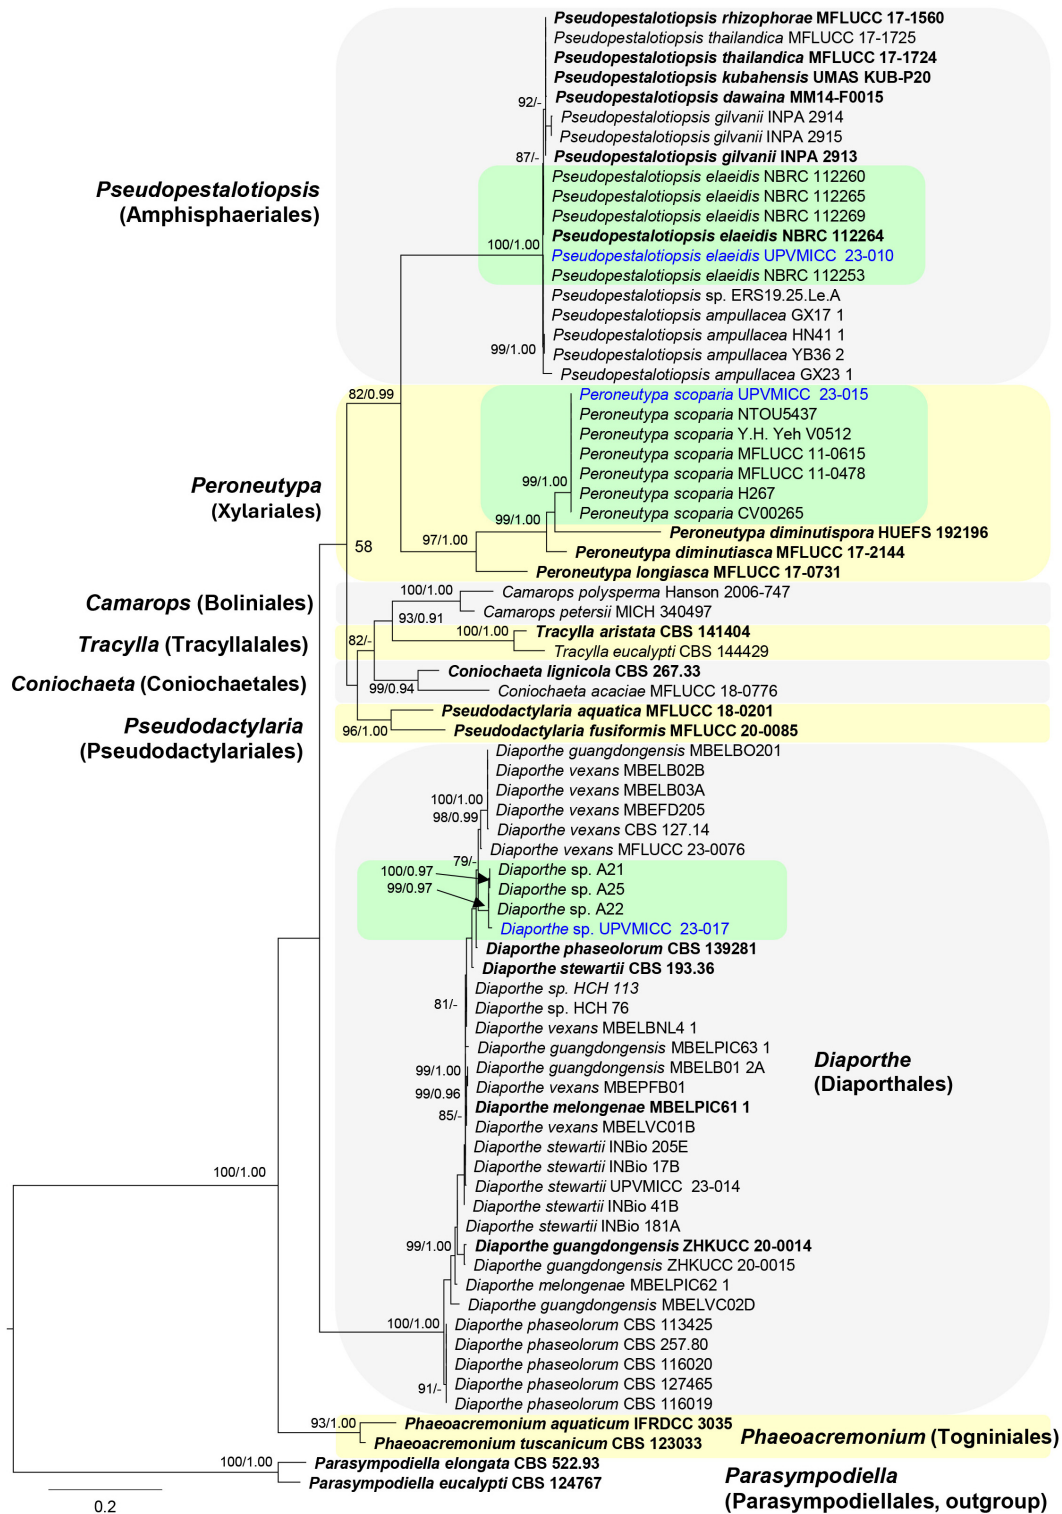 Pseudopestalotiopsis rhizophorae MFLUCC 17-1560
Pseudopestalotiopsis thailandica MFLUCC 17-1725
Pseudopestalotiopsis thailandica MFLUCC 17-1724
Pseudopestalotiopsis kubahensis UMAS KUB-P20
Pseudopestalotiopsis dawaina MM14-F0015
92/-
Pseudopestalotiopsis gilvanii INPA 2914
Pseudopestalotiopsis gilvanii INPA 2915
87/-
Pseudopestalotiopsis gilvanii INPA 2913
Pseudopestalotiopsis elaeidis NBRC 112260
Pseudopestalotiopsis
(Amphisphaeriales)
Pseudopestalotiopsis elaeidis NBRC 112265
Pseudopestalotiopsis elaeidis NBRC 112269
Pseudopestalotiopsis elaeidis NBRC 112264
100/1.00
Pseudopestalotiopsis elaeidis UPVMICC 23-010
Pseudopestalotiopsis elaeidis NBRC 112253
Pseudopestalotiopsis sp. ERS19.25.Le.A
Pseudopestalotiopsis ampullacea GX17 1
Pseudopestalotiopsis ampullacea HN41 1
99/1.00
Pseudopestalotiopsis ampullacea YB36 2
Pseudopestalotiopsis ampullacea GX23 1
82/0.99
Peroneutypa scoparia UPVMICC 23-015
Peroneutypa scoparia NTOU5437
Peroneutypa scoparia Y.H. Yeh V0512
Peroneutypa scoparia MFLUCC 11-0615
Peroneutypa scoparia MFLUCC 11-0478
99/1.00
Peroneutypa scoparia H267
Peroneutypa scoparia CV00265
Peroneutypa
(Xylariales)
99/1.00
Peroneutypa diminutispora HUEFS 192196
97/1.00
58
Peroneutypa diminutiasca MFLUCC 17-2144
Peroneutypa longiasca MFLUCC 17-0731
100/1.00
Camarops polysperma Hanson 2006-747
Camarops petersii MICH 340497
Camarops (Boliniales)
93/0.91
100/1.00
Tracylla aristata CBS 141404
Tracylla eucalypti CBS 144429
Tracylla (Tracyllalales)
82/-
Coniochaeta lignicola CBS 267.33
Coniochaeta acaciae MFLUCC 18-0776
Coniochaeta (Coniochaetales)
99/0.94
Pseudodactylaria aquatica MFLUCC 18-0201
Pseudodactylaria fusiformis MFLUCC 20-0085
96/1.00
Pseudodactylaria
(Pseudodactylariales)
Diaporthe guangdongensis MBELBO201
Diaporthe vexans MBELB02B
Diaporthe vexans MBELB03A
100/1.00
Diaporthe vexans MBEFD205
98/0.99
Diaporthe vexans CBS 127.14
Diaporthe vexans MFLUCC 23-0076
79/-
100/0.97
Diaporthe sp. A21
99/0.97
Diaporthe sp. A25
Diaporthe sp. A22
Diaporthe sp. UPVMICC 23-017
Diaporthe phaseolorum CBS 139281
Diaporthe stewartii CBS 193.36
Diaporthe sp. HCH 113
81/-
Diaporthe sp. HCH 76
Diaporthe vexans MBELBNL4 1
Diaporthe guangdongensis MBELPIC63 1
99/1.00
Diaporthe guangdongensis MBELB01 2A
99/0.96
Diaporthe vexans MBEPFB01
85/-
Diaporthe melongenae MBELPIC61 1
Diaporthe vexans MBELVC01B
Diaporthe
(Diaporthales)
Diaporthe stewartii INBio 205E
Diaporthe stewartii INBio 17B
100/1.00
Diaporthe stewartii UPVMICC 23-014
Diaporthe stewartii INBio 41B
Diaporthe stewartii INBio 181A
99/1.00
Diaporthe guangdongensis ZHKUCC 20-0014
Diaporthe guangdongensis ZHKUCC 20-0015
Diaporthe melongenae MBELPIC62 1
Diaporthe guangdongensis MBELVC02D
100/1.00
Diaporthe phaseolorum CBS 113425
Diaporthe phaseolorum CBS 257.80
Diaporthe phaseolorum CBS 116020
91/-
Diaporthe phaseolorum CBS 127465
Diaporthe phaseolorum CBS 116019
93/1.00
Phaeoacremonium aquaticum IFRDCC 3035
Phaeoacremonium tuscanicum CBS 123033
Phaeoacremonium (Togniniales)
100/1.00
Parasympodiella elongata CBS 522.93
Parasympodiella eucalypti CBS 124767
Parasympodiella
(Parasympodiellales, outgroup)
0.2